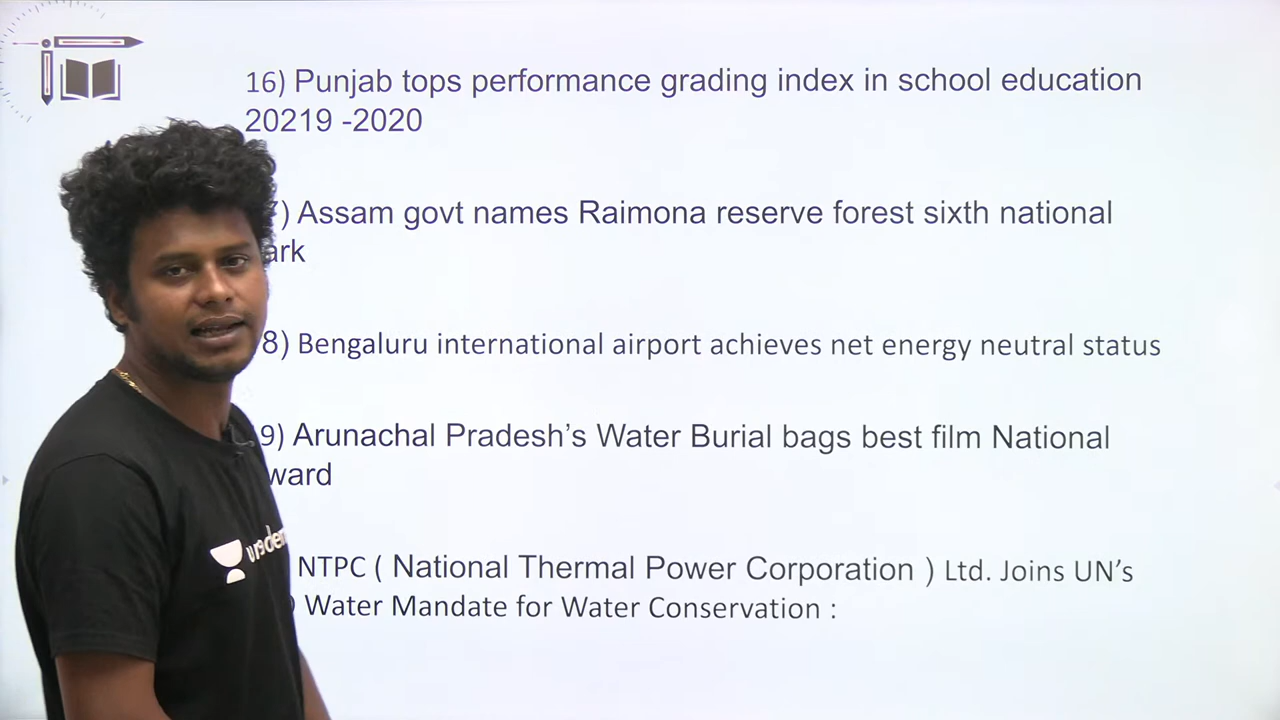 16) Punjab tops performance grading index in school education
20219 -2020
7) Assam govt names Raimona reserve forest sixth national
ark
8) Bengaluru international airport achieves net energy neutral status
9) Arunachal Pradesh’s Water Burial bags best film National
ward
NTPC ( National Thermal Power Corporation ) Ltd. Joins UN’s
) Water Mandate for Water Conservation :